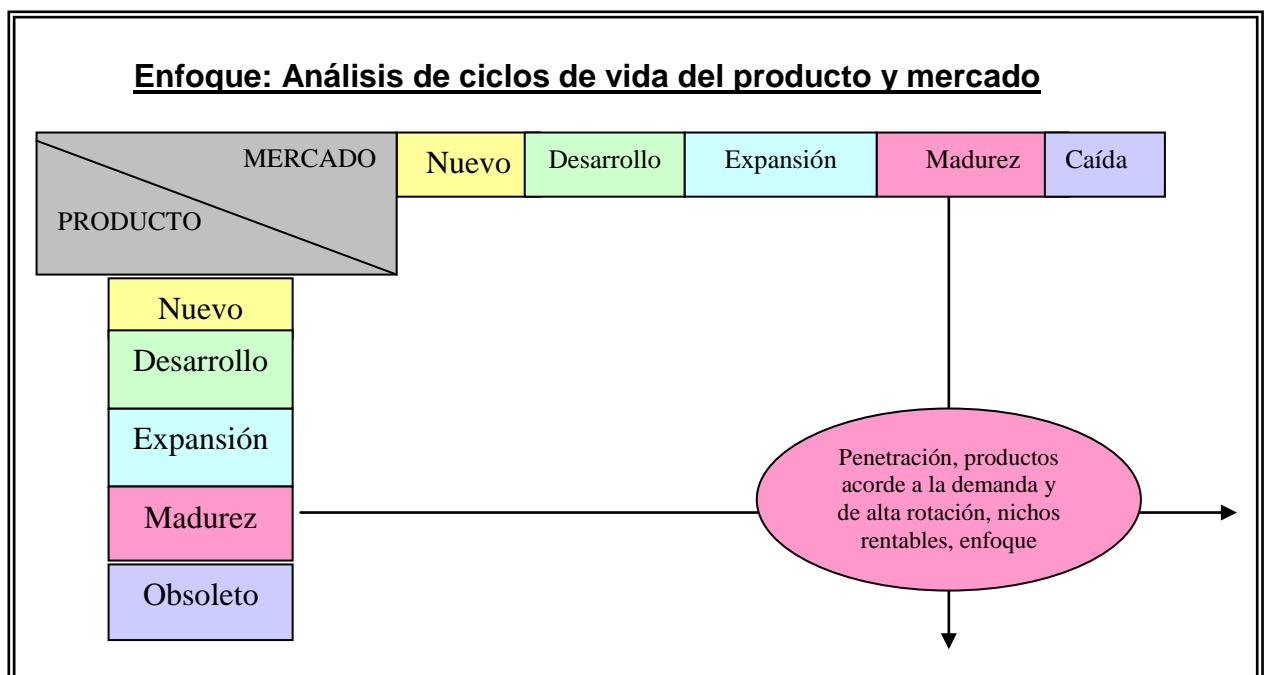 Enfoque: Análisis de ciclos de vida del producto y mercado
MERCADO
PRODUCTO
Nuevo
Desarrollo
Expansión
Madurez
Caída
Nuevo
Desarrollo
Expansión
Madurez
Obsoleto
Penetración, productos
acorde a la demanda y
de alta rotación, nichos
rentables, enfoque